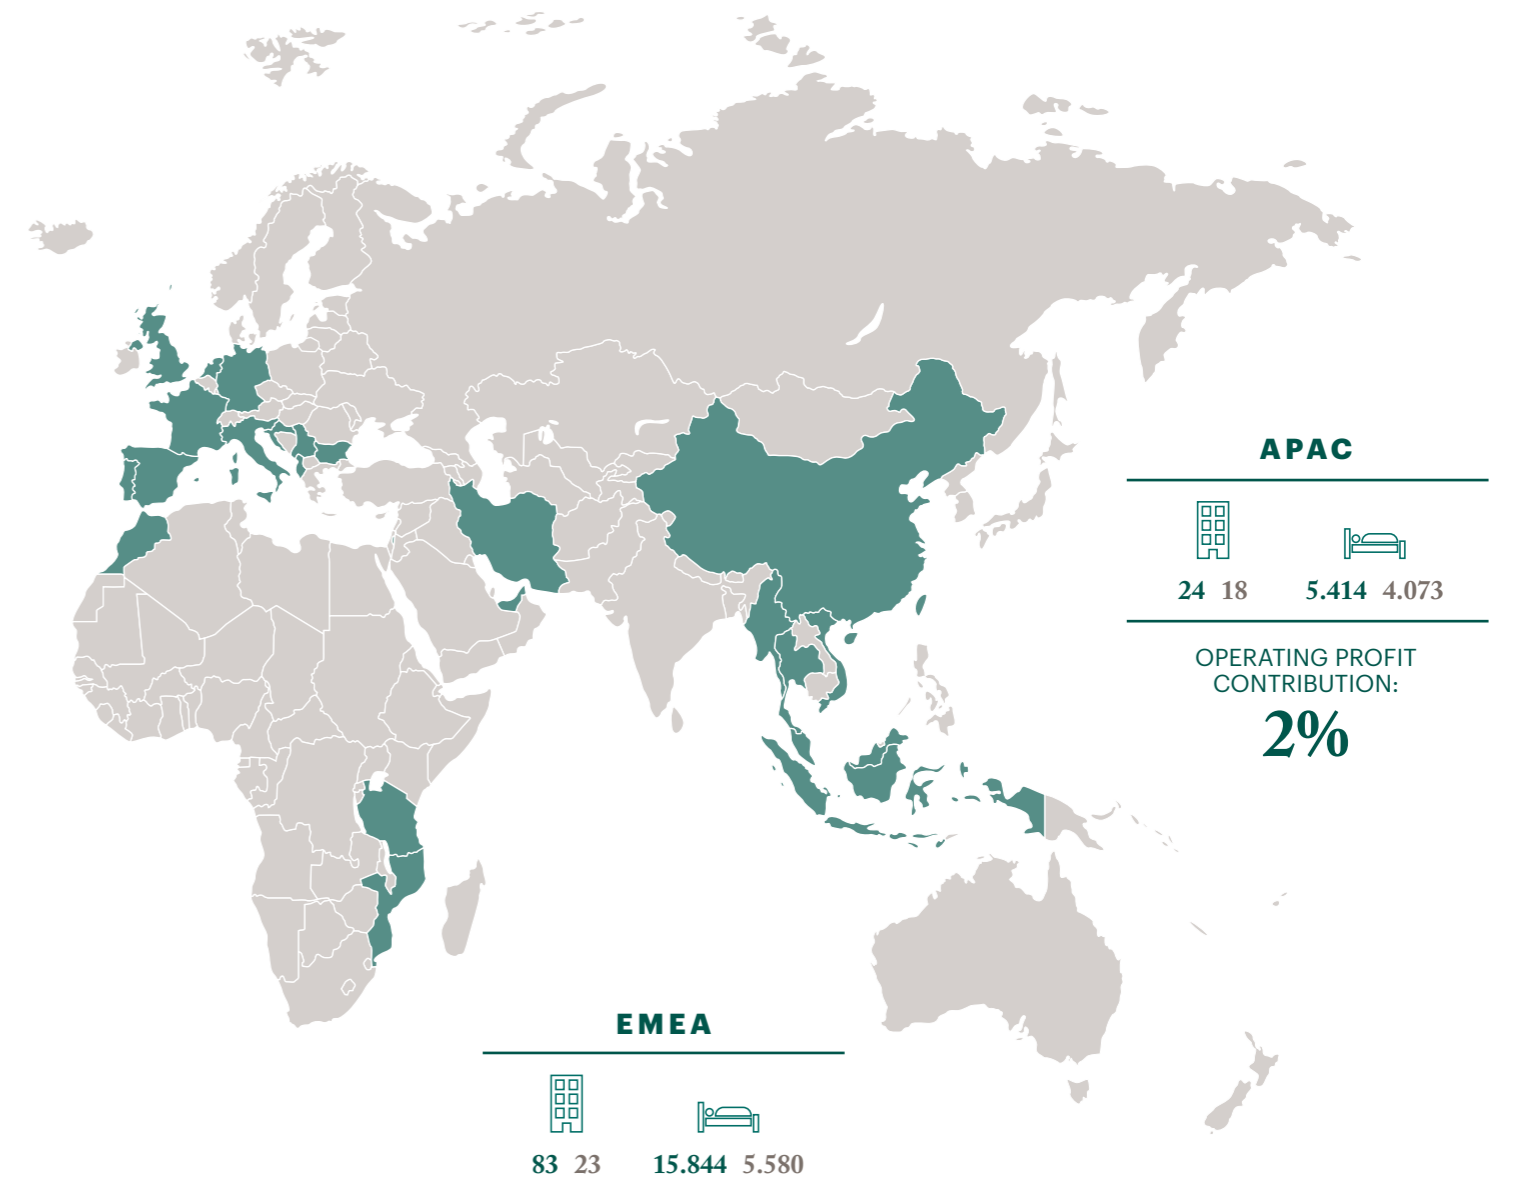 APAC
24 18 5.414 4.073
OPERATING PROFIT
CONTRIBUTION:
2%
EMEA
83 23 15.844 5.580